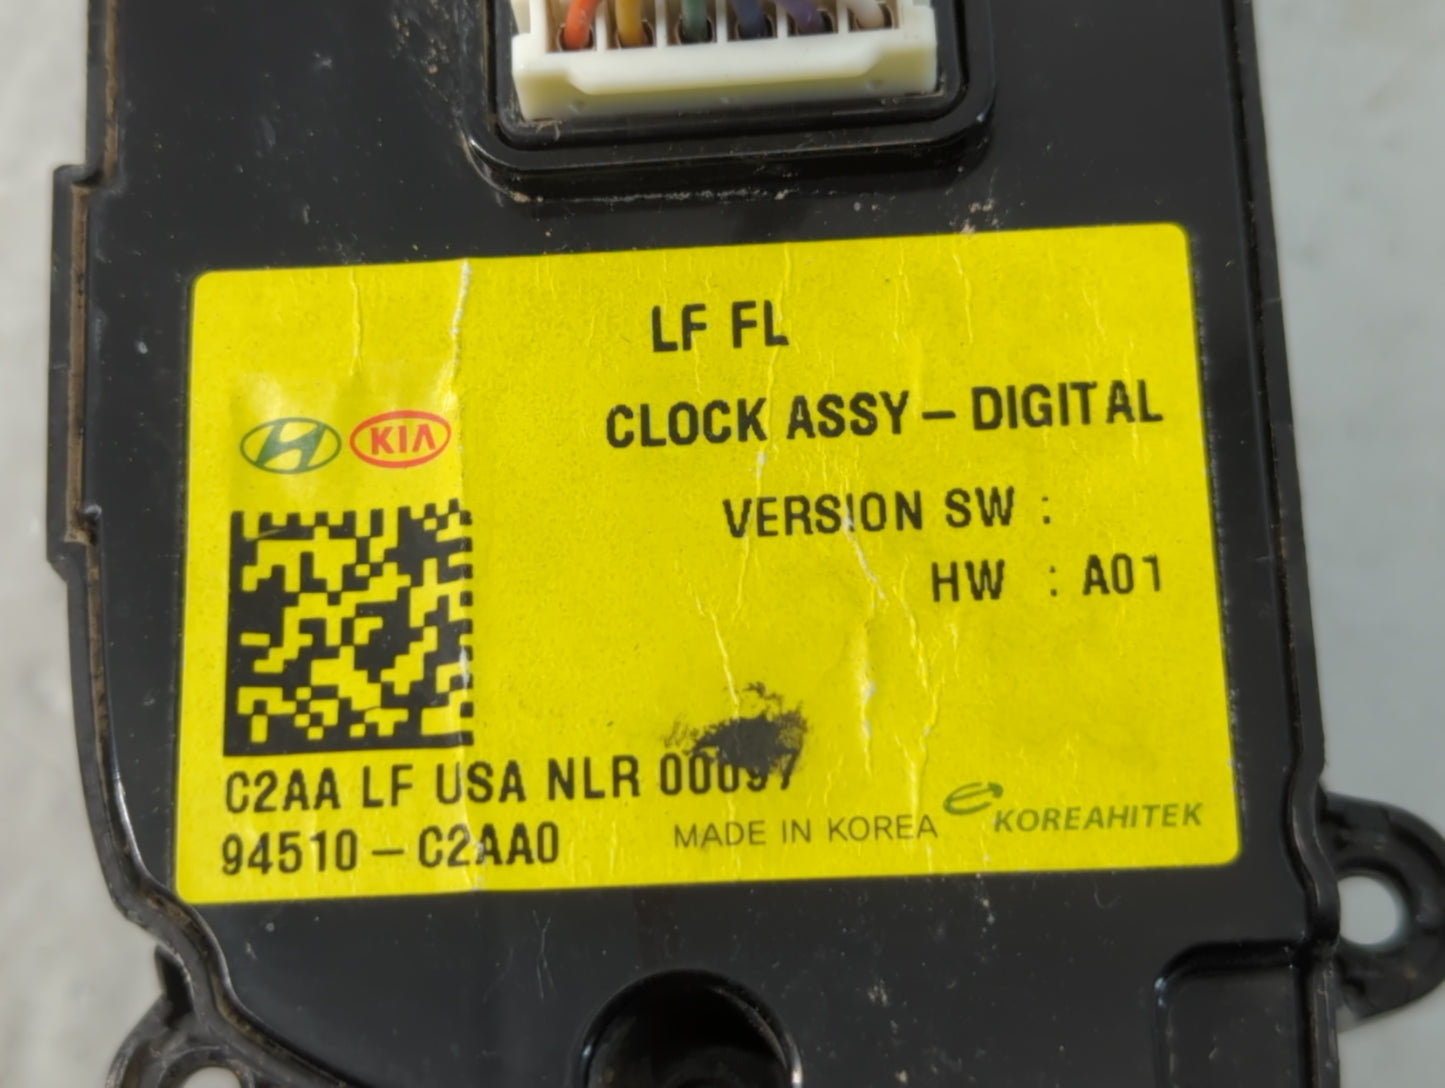 LF FL
CLOCK ASSY – DIGITAL
KIA
VERSION SW :
HW : A01
C2AA LF USA NLR 00097
94510 – C2AA0
MADE IN KOREA
KOREAHITEK